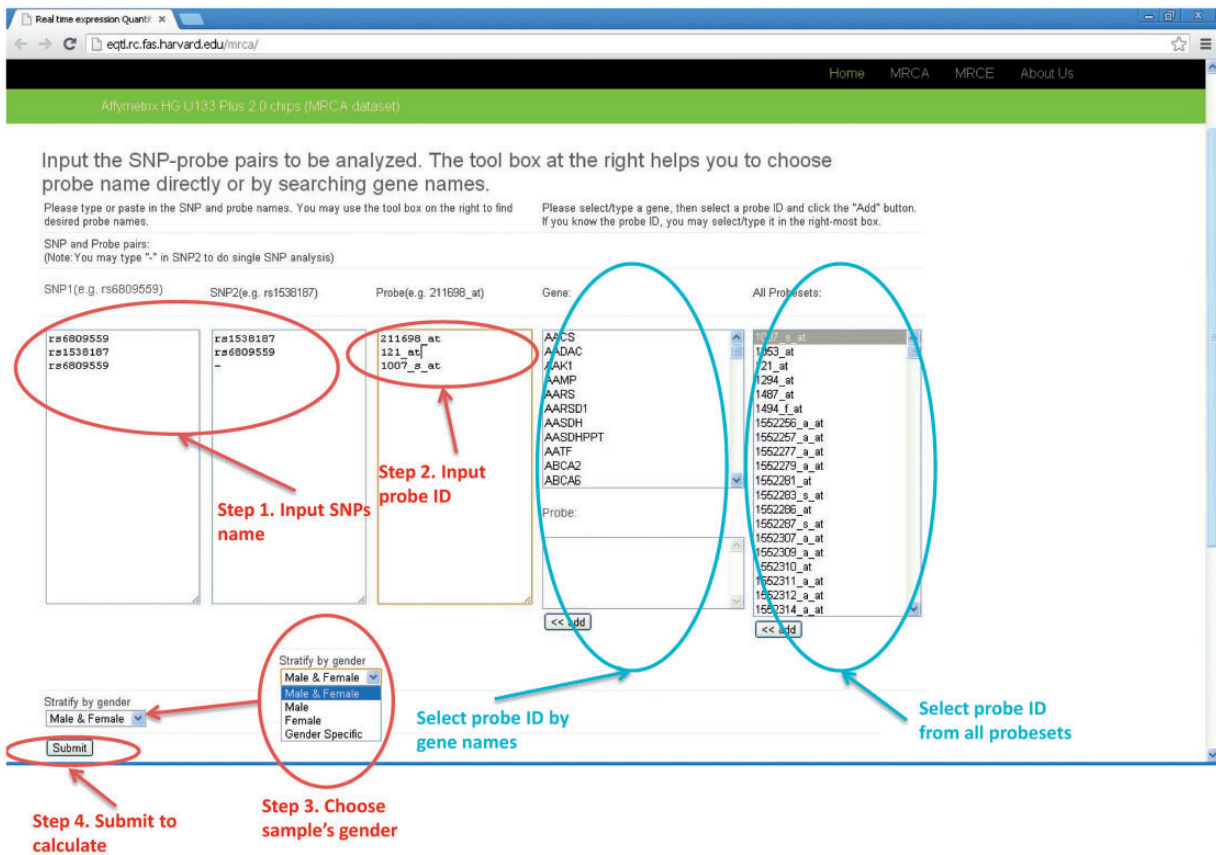 Real time expression Quantit
eqtl.rc.fas.harvard.edu/mrca/
Home MRCA MRCE About Us
Affymetrix HG U133 Plus 2.0 chips (MRCA dataset)
Input the SNP-probe pairs to be analyzed. The tool box at the right helps you to choose
probe name directly or by searching gene names.
Please type or paste in the SNP and probe names. You may use the tool box on the right to find
desired probe names.
Please select/type a gene, then select a probe ID and click the "Add" button.
If you know the probe ID, you may select/type it in the right-most box.
SNP and Probe pairs:
(Note:You may type "-" in SNP2 to do single SNP analysis)
SNP1(e.g. rs6809559)
SNP2(e.g. rs1538187)
Probe(e.g. 211698_at)
Gene:
All Probesets:
rs6809559
rs1538187
rs6809559
rs1538187
rs6809559
-
211698_at
121_at
1007_s_at
AACS
AADAC
AAK1
AAMP
AARS
AARSD1
AASDH
AASDHPPT
AATF
ABCA2
ABCA6
Probe:
<< add
1007_s_at
1053_at
121_at
1294_at
1487_at
1494_f_at
1552256_a_at
1552257_a_at
1552277_a_at
1552279_a_at
1552281_at
1552283_s_at
1552286_at
1552287_s_at
1552307_a_at
1552309_a_at
1552310_at
1552311_a_at
1552312_a_at
1552314_a_at
<< add
Step 1. Input SNPs
name
Step 2. Input
probe ID
Stratify by gender
Male & Female
Male & Female
Male
Female
Gender Specific
Stratify by gender
Male & Female
Submit
Select probe ID by
gene names
Select probe ID
from all probesets
Step 3. Choose
sample's gender
Step 4. Submit to
calculate